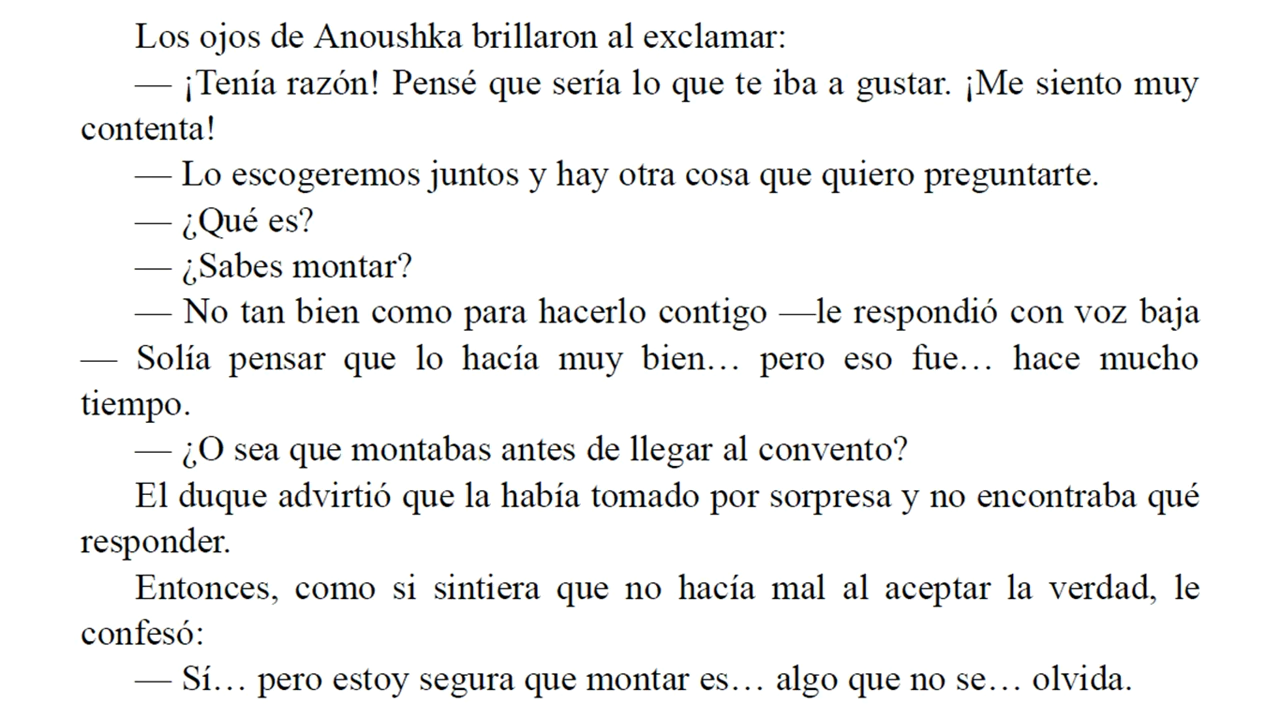 Los ojos de Anoushka brillaron al exclamar:
— ¡Tenía razón! Pensé que sería lo que te iba a gustar. ¡Me siento muy
contenta!
— Lo escogeremos juntos y hay otra cosa que quiero preguntarte.
— ¿Qué es?
— ¿Sabes montar?
— No tan bien como para hacerlo contigo —le respondió con voz baja
— Solía pensar que lo hacía muy bien… pero eso fue… hace mucho
tiempo.
— ¿O sea que montabas antes de llegar al convento?
El duque advirtió que la había tomado por sorpresa y no encontraba qué
responder.
Entonces, como si sintiera que no hacía mal al aceptar la verdad, le
confesó:
— Sí… pero estoy segura que montar es… algo que no se… olvida.